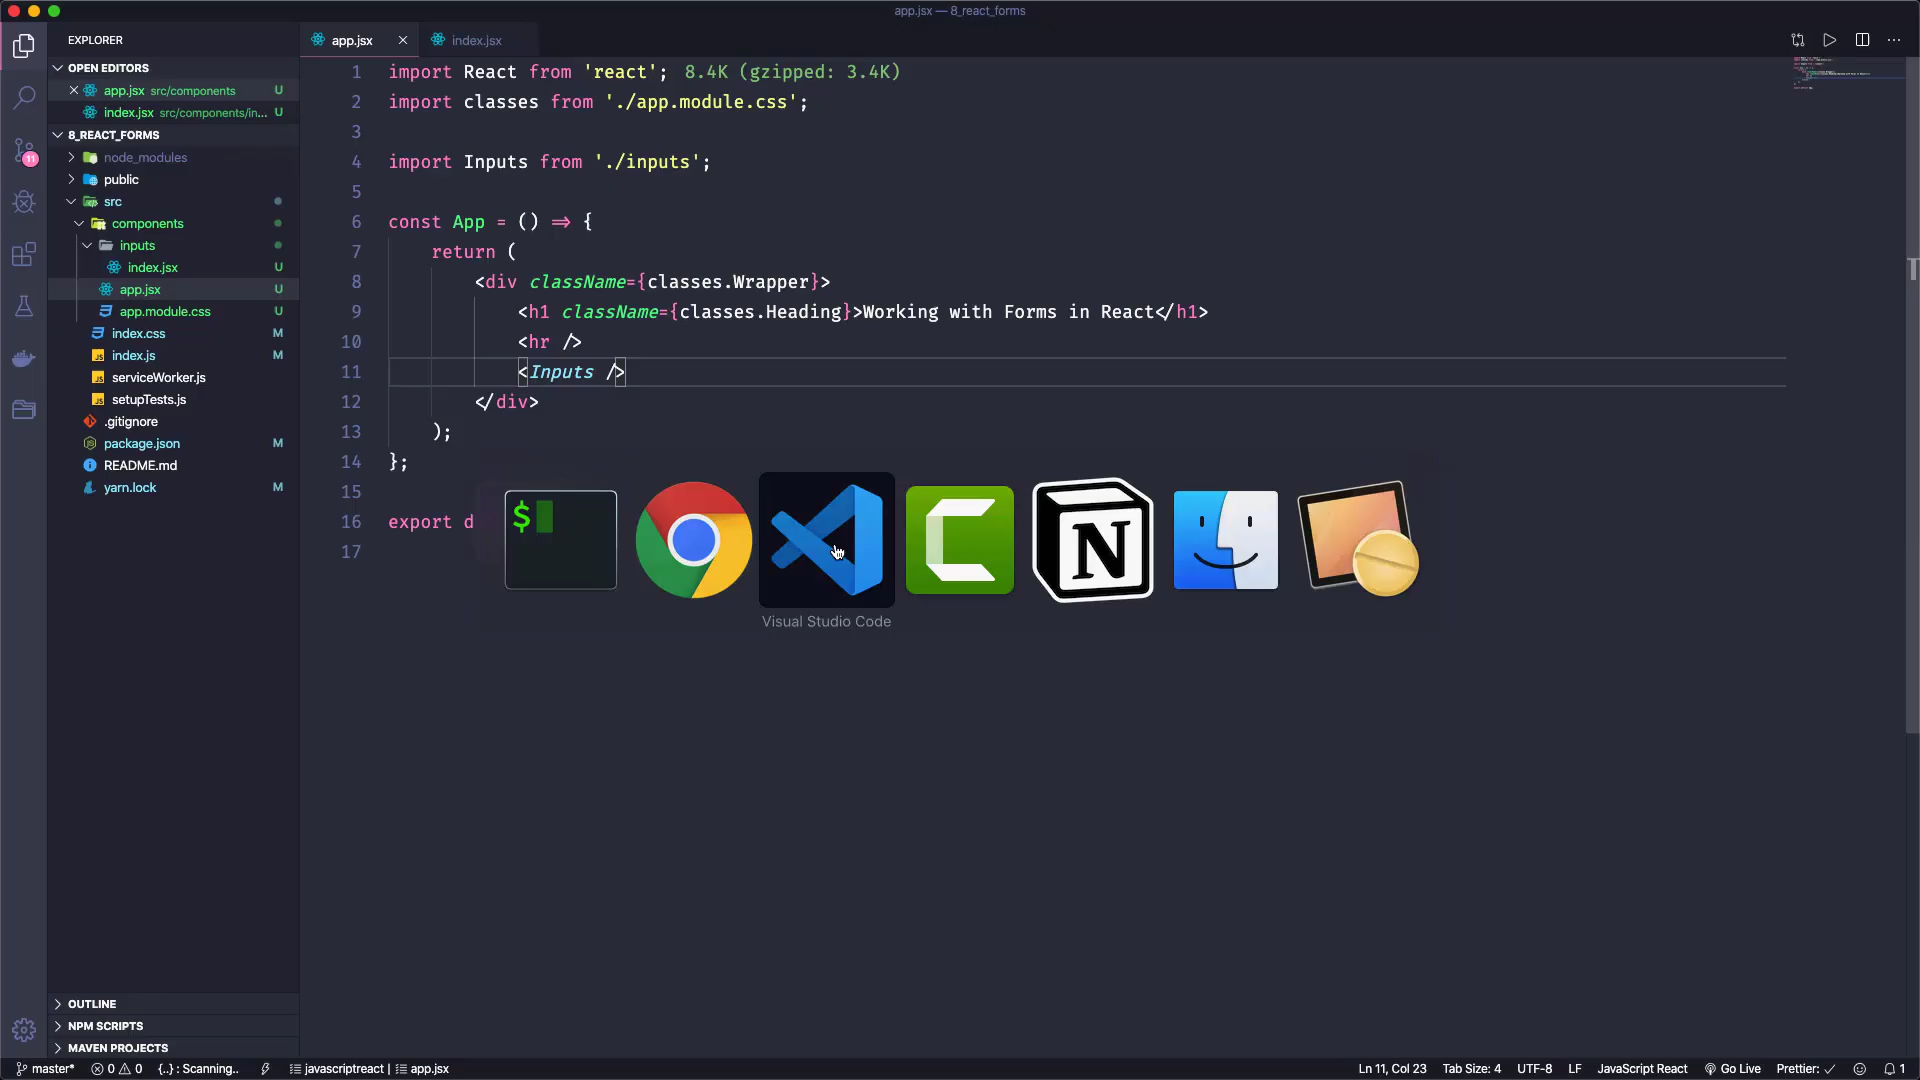 app.jsx — 8_react_forms
EXPLORER
OPEN EDITORS
app.jsx src/components U
index.jsx src/components/in... U
8_REACT_FORMS
node_modules
public
src
components
inputs
index.jsx U
app.jsx U
app.module.css U
index.css M
index.js M
serviceWorker.js
setupTests.js
.gitignore
package.json M
README.md
yarn.lock M
OUTLINE
NPM SCRIPTS
MAVEN PROJECTS
11
app.jsx
index.jsx
1 import React from 'react'; 8.4K (gzipped: 3.4K)
2 import classes from './app.module.css';
3
4 import Inputs from './inputs';
5
6 const App = () => {
7 return (
8 <div className={classes.Wrapper}>
9 <h1 className={classes.Heading}>Working with Forms in React</h1>
10 <hr />
11 <Inputs />
12 </div>
13 );
14 };
15
16 export d
17
$
N
Visual Studio Code
master* 0 0 {..} : Scanning.. javascriptreact | app.jsx
Ln 11, Col 23 Tab Size: 4 UTF-8 LF JavaScript React Go Live Prettier: ✓ 1